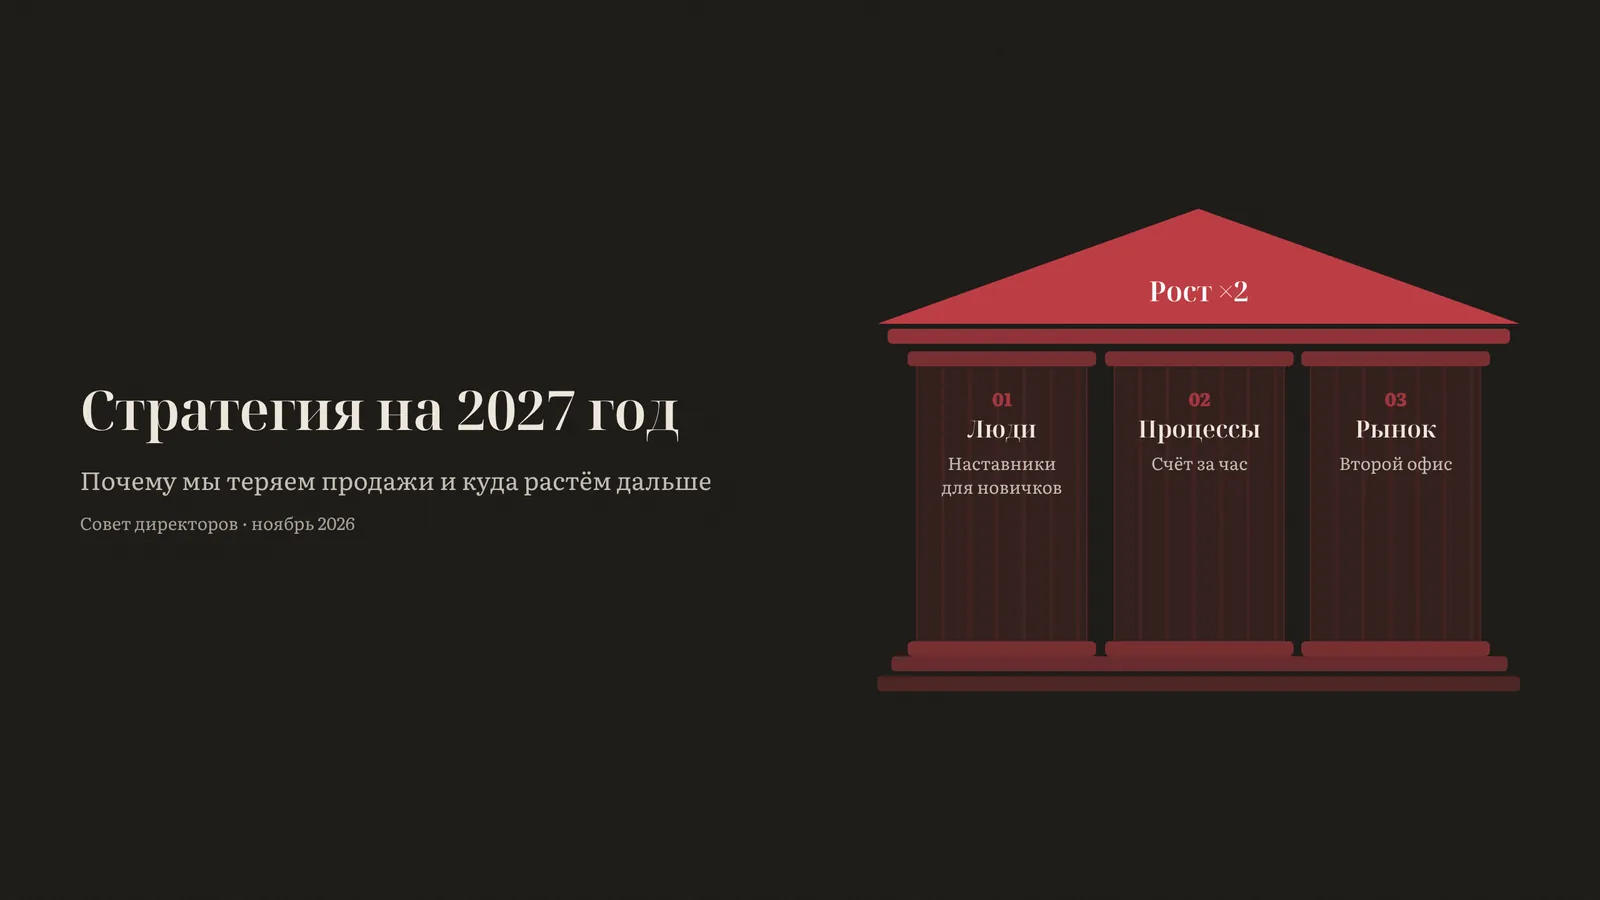 Стратегия на 2027 год
Почему мы теряем продажи и куда растём дальше
Совет директоров · ноябрь 2026
Рост ×2
01
Люди
Наставники
для новичков
02
Процессы
Счёт за час
03
Рынок
Второй офис